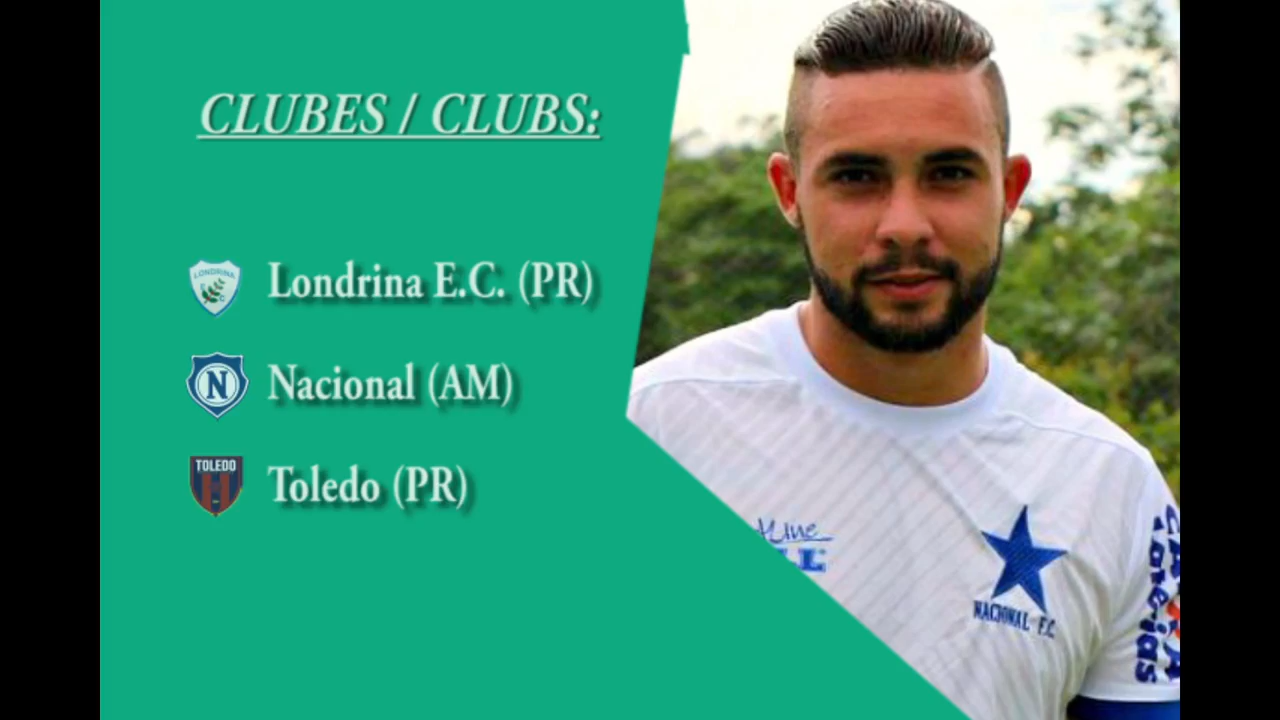 CLUBES / CLUBS:
LONDRINA
Londrina E.C. (PR)
N
Nacional (AM)
TOLEDO
Toledo (PR)
NACIONAL F.C